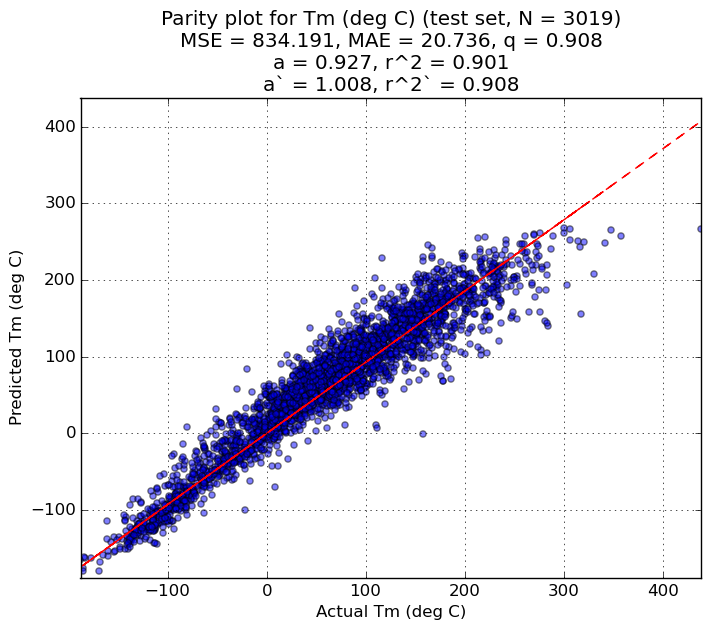 Parity plot for Tm (deg C) (test set, N = 3019)
MSE = 834.191, MAE = 20.736, q = 0.908
a = 0.927, r^2 = 0.901
a` = 1.008, r^2` = 0.908
400
300
200
100
0
−100
Predicted Tm (deg C)
−100 0 100 200 300 400
Actual Tm (deg C)